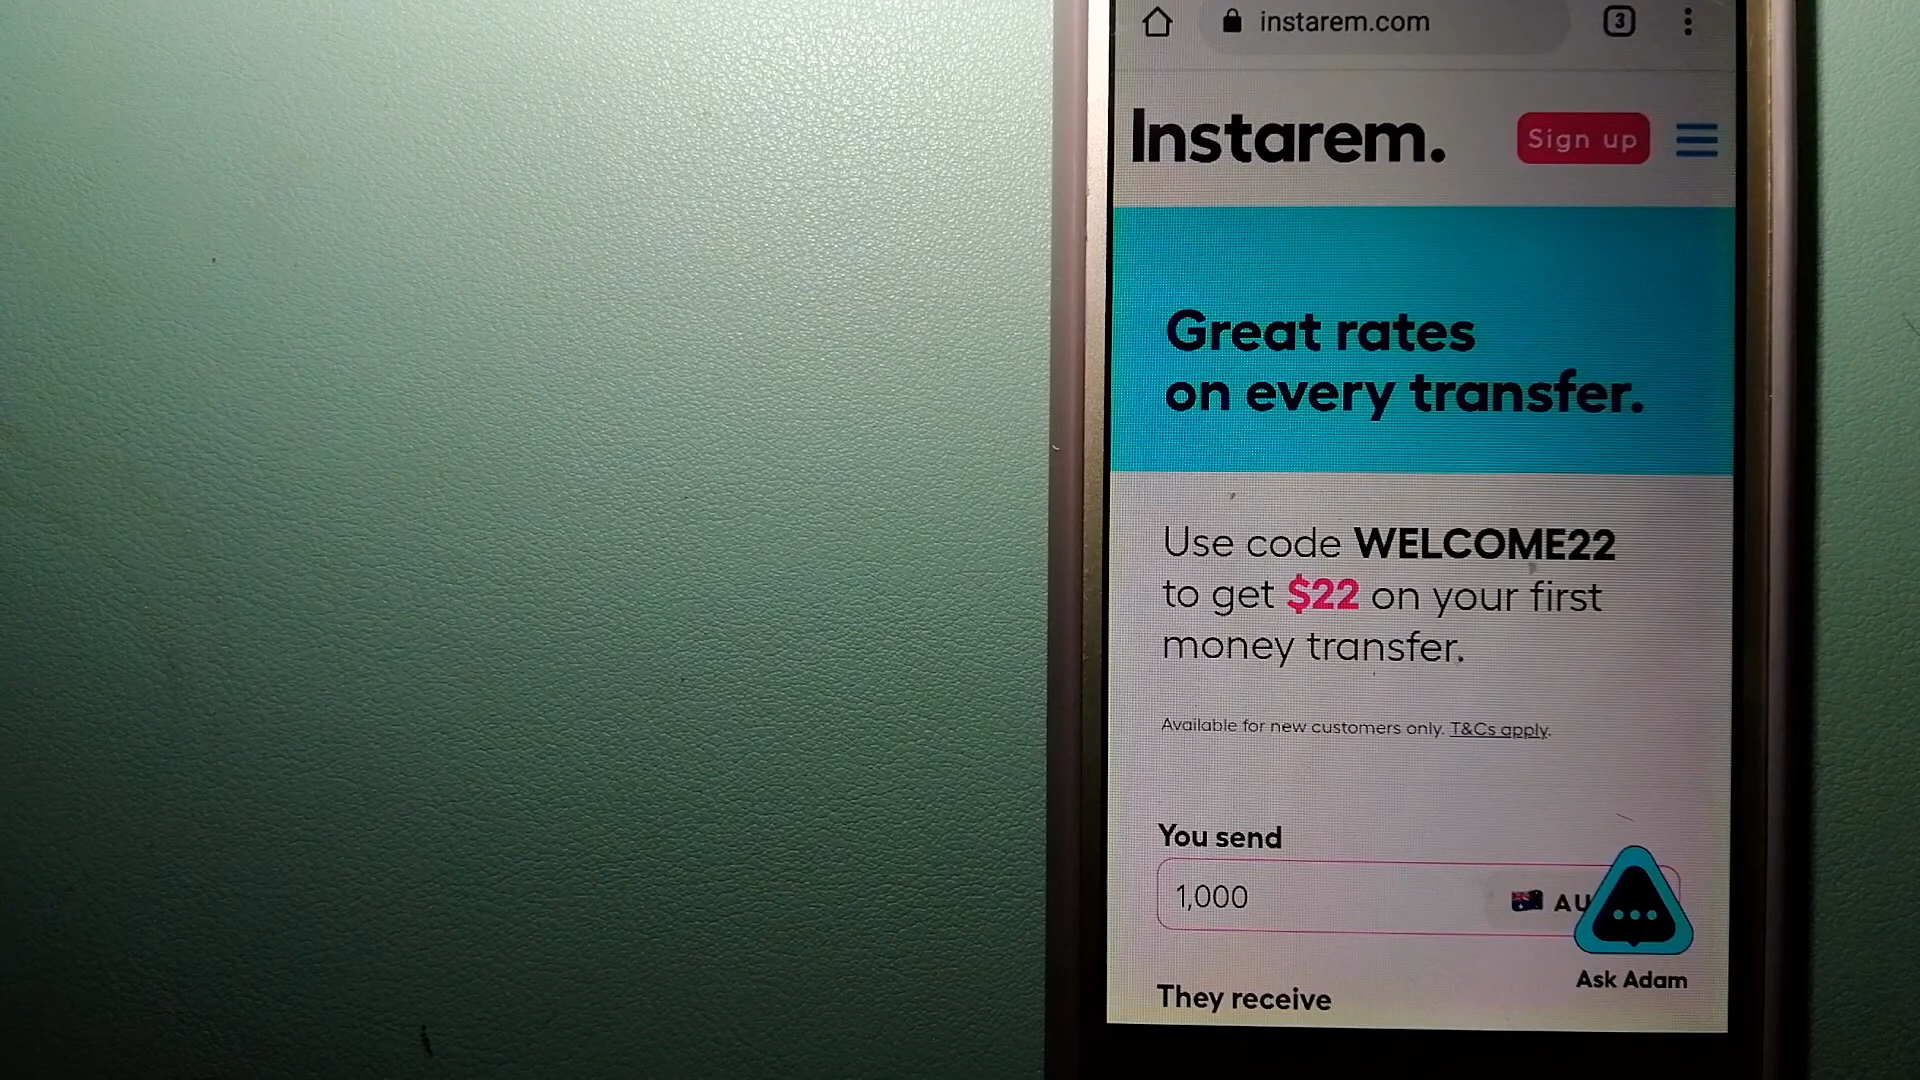 instarem.com
3
Instarem.
Sign up
Great rates
on every transfer.
Use code WELCOME22
to get $22 on your first
money transfer.
Available for new customers only. T&Cs apply.
You send
1,000
AU
Ask Adam
They receive